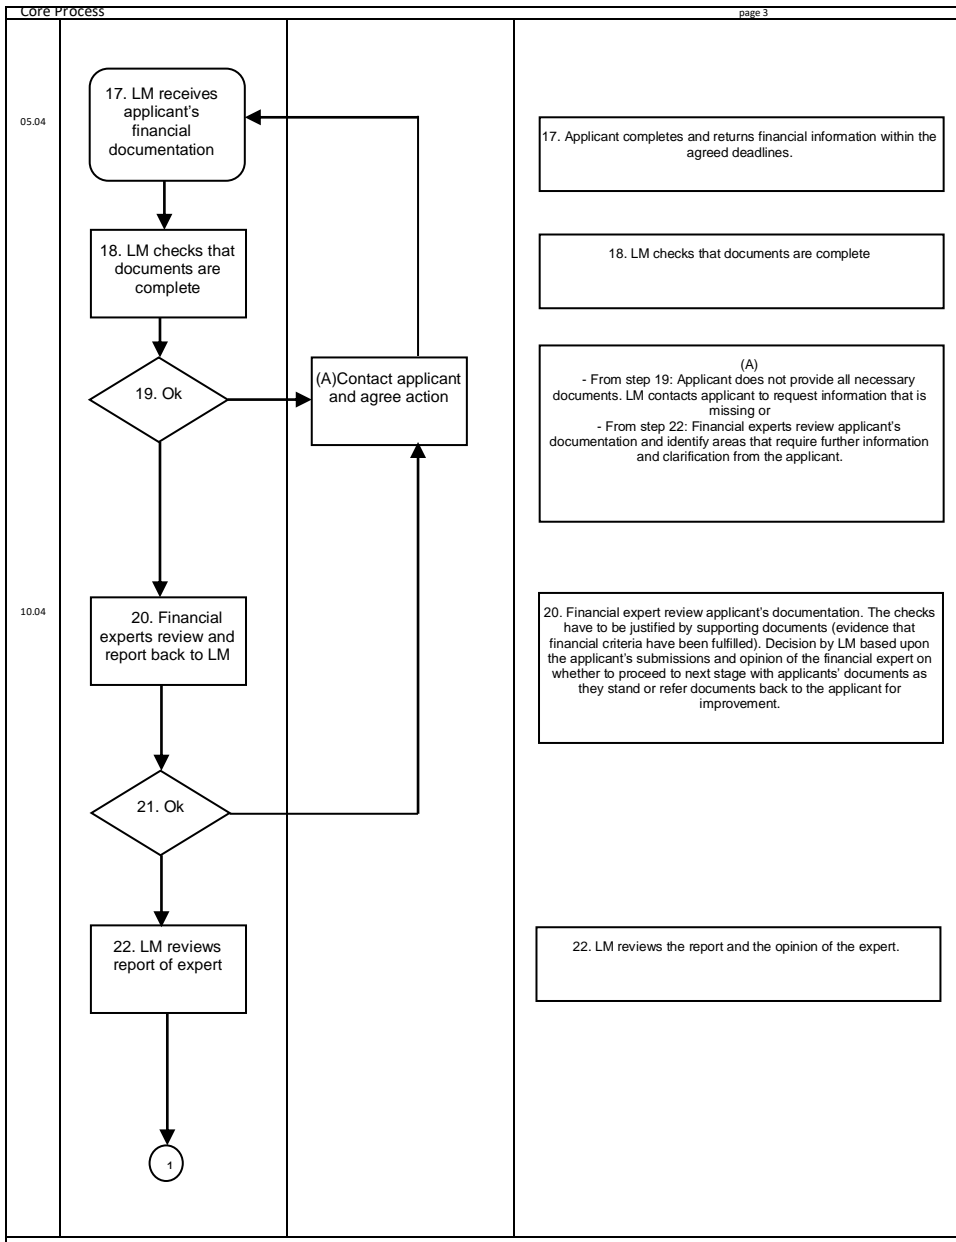 Core Process
page 3
05.04
17. LM receives
applicant's
financial
documentation
17. Applicant completes and returns financial information within the
agreed deadlines.
18. LM checks that
documents are
complete
18. LM checks that documents are complete
19. Ok
(A)Contact applicant
and agree action
(A)
- From step 19: Applicant does not provide all necessary
documents. LM contacts applicant to request information that is
missing or
- From step 22: Financial experts review applicant's
documentation and identify areas that require further information
and clarification from the applicant.
10.04
20. Financial
experts review and
report back to LM
20. Financial expert review applicant's documentation. The checks
have to be justified by supporting documents (evidence that
financial criteria have been fulfilled). Decision by LM based upon
the applicant's submissions and opinion of the financial expert on
whether to proceed to next stage with applicants' documents as
they stand or refer documents back to the applicant for
improvement.
21. Ok
22. LM reviews
report of expert
22. LM reviews the report and the opinion of the expert.
1